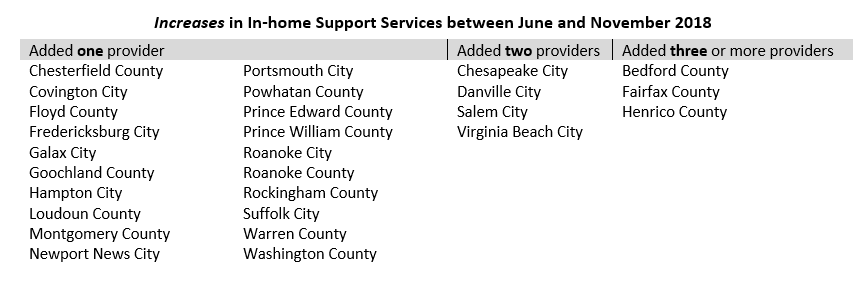 Increases in In-home Support Services between June and November 2018
Added one provider Added two providers Added three or more providers
Chesterfield County Portsmouth City Chesapeake City Bedford County
Covington City Powhatan County Danville City Fairfax County
Floyd County Prince Edward County Salem City Henrico County
Fredericksburg City Prince William County Virginia Beach City
Galax City Roanoke City
Goochland County Roanoke County
Hampton City Rockingham County
Loudoun County Suffolk City
Montgomery County Warren County
Newport News City Washington County